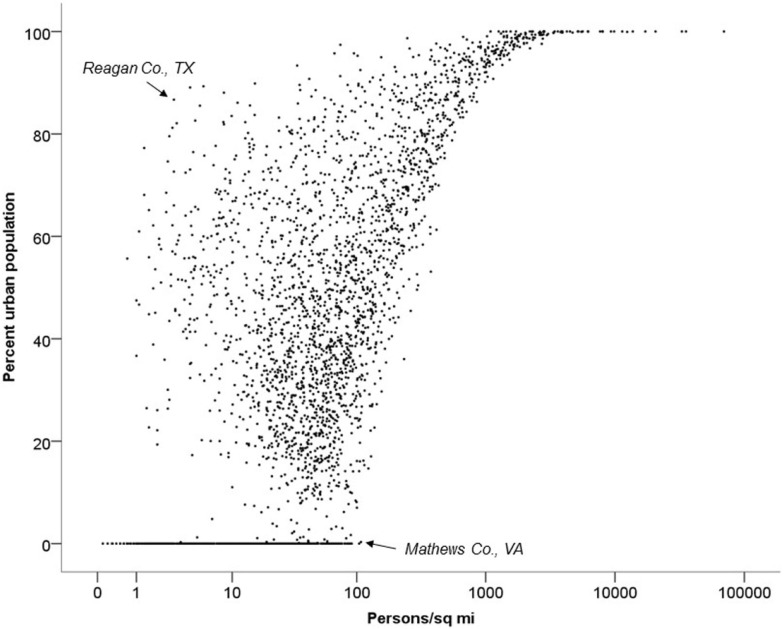 100
Reagan Co., TX
80
60
40
20
0
Mathews Co., VA
0 1 10 100 1000 10000 100000
Persons/sq mi
Percent urban population